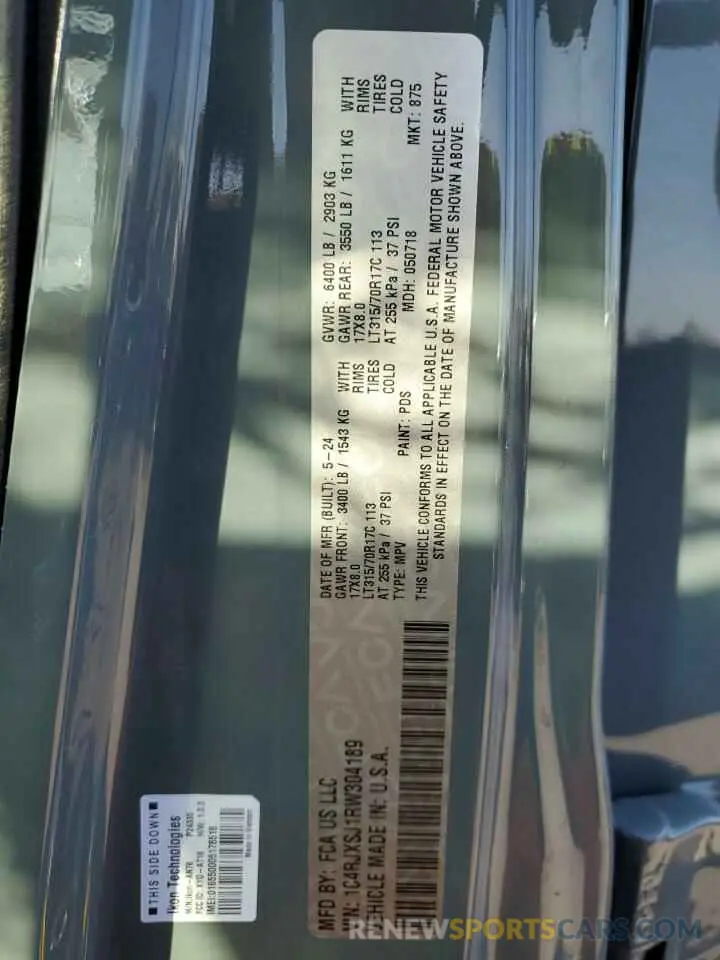 MFD BY: FCA US LLC
DATE OF MFR (BUILT): 5-24
GVWR: 6400 LB / 2903 KG
GAWR FRONT: 3400 LB / 1543 KG WITH
GAWR REAR: 3550 LB / 1611 KG WITH
17X8.0 RIMS
17X8.0 RIMS
LT315/70R17C 113 TIRES
LT315/70R17C 113 TIRES
AT 255 kPa / 37 PSI COLD
AT 255 kPa / 37 PSI COLD
VIN: 1C4RJXSJ1RW304189
TYPE: MPV PAINT: PDS MDH: 050718 MKT: 875
VEHICLE MADE IN: U.S.A.
THIS VEHICLE CONFORMS TO ALL APPLICABLE U.S.A. FEDERAL MOTOR VEHICLE SAFETY
STANDARDS IN EFFECT ON THE DATE OF MANUFACTURE SHOWN ABOVE.
■THIS SIDE DOWN■
Ikon Technologies
P24335
Made in Vietnam
RENEWSPORTSCARS.COM